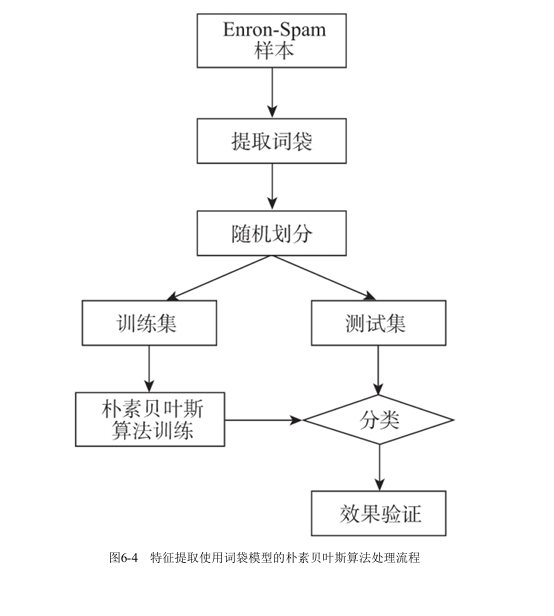 Enron-Spam
样本
提取词袋
随机划分
训练集
测试集
朴素贝叶斯
算法训练
分类
效果验证
图6-4 特征提取使用词袋模型的朴素贝叶斯算法处理流程